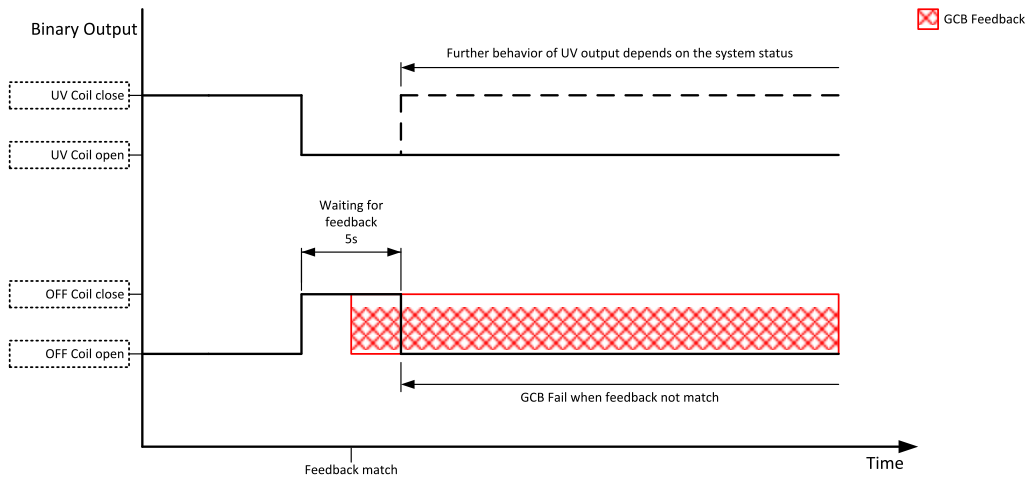 Binary Output
GCB Feedback
Further behavior of UV output depends on the system status
UV Coil close
UV Coil open
Waiting for
feedback
5s
OFF Coil close
OFF Coil open
GCB Fail when feedback not match
Feedback match
Time